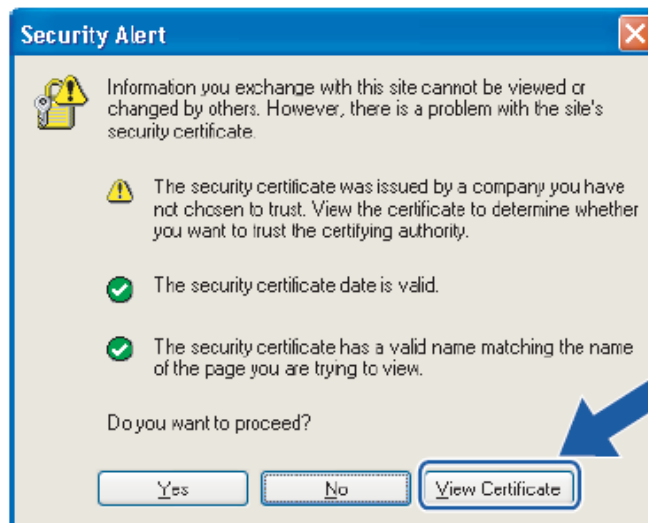 Security Alert
Information you exchange with this site cannot be viewed or
changed by others. However, there is a problem with the site's
security certificate.
The security certificate was issued by a company you have
not chosen to trust. View the certificate to determine whether
you want to trust the certifying authority.
The security certificate date is valid.
The security certificate has a valid name matching the name
of the page you are trying to view.
Do you want to proceed?
Yes
No
View Certificate